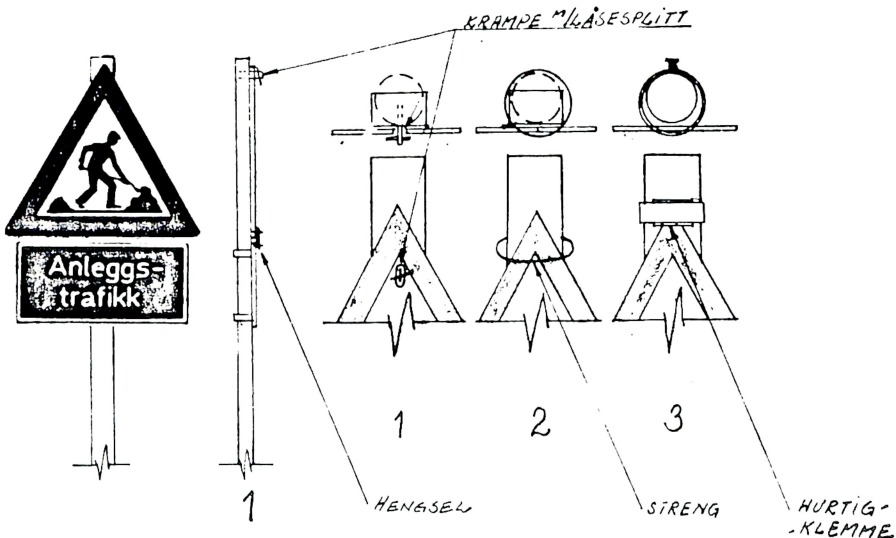 KRAMPE M/LÅSESPLITT
Anleggs-
trafikk
1
1
2
3
HENGSEL
STRENG
HURTIG-
-KLEMME